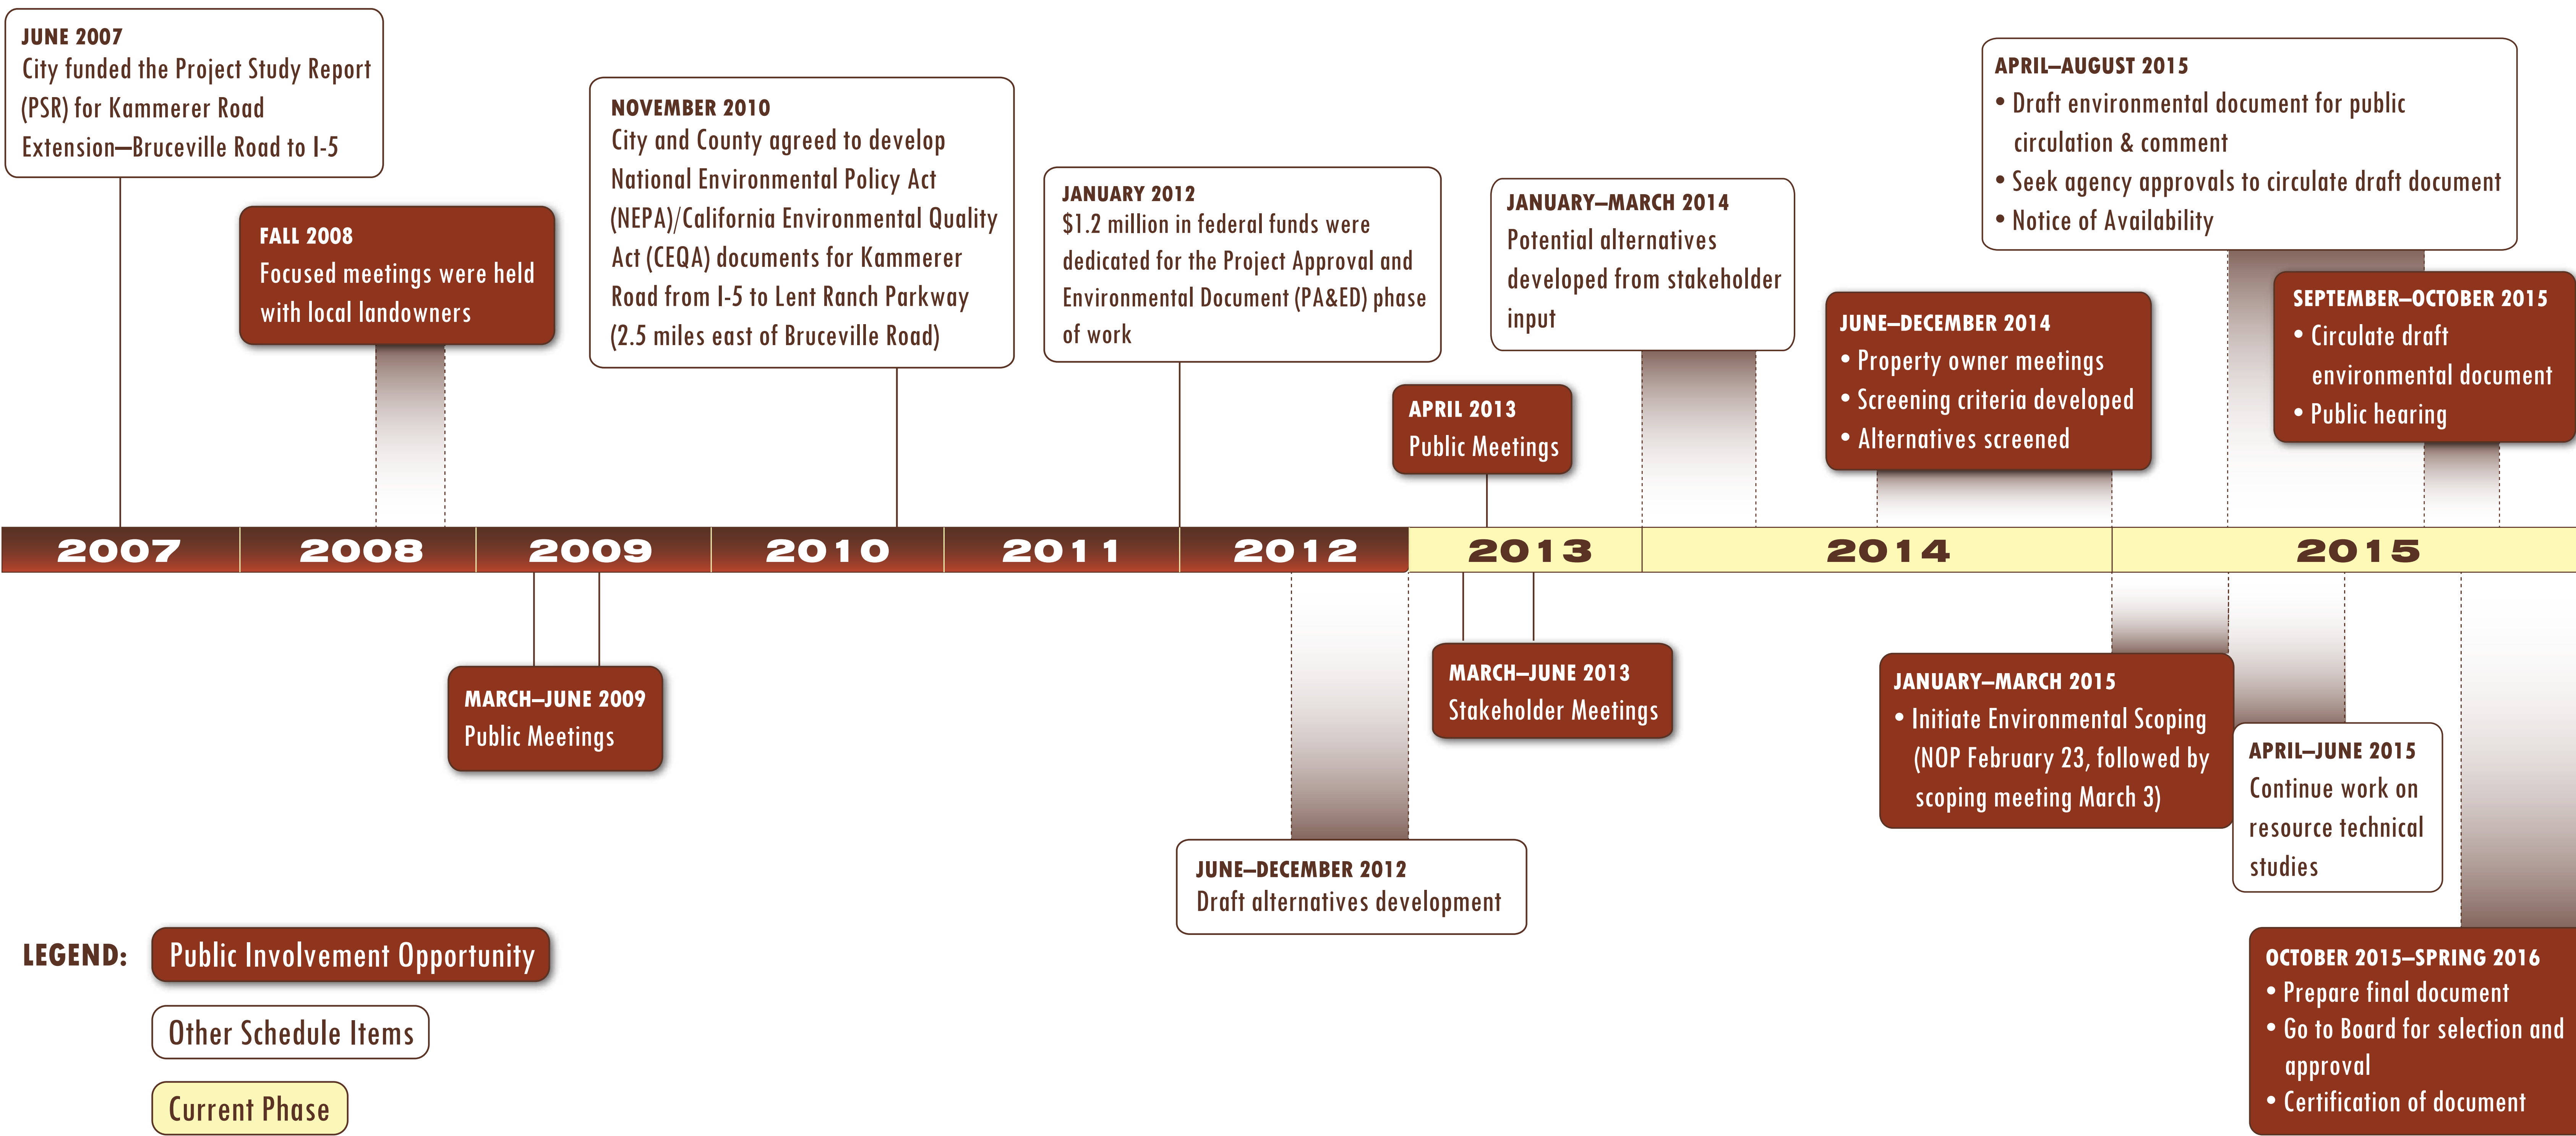 JUNE 2007
City funded the Project Study Report
(PSR) for Kammerer Road
Extension—Bruceville Road to I-5
FALL 2008
Focused meetings were held
with local landowners
NOVEMBER 2010
City and County agreed to develop
National Environmental Policy Act
(NEPA)/California Environmental Quality
Act (CEQA) documents for Kammerer
Road from I-5 to Lent Ranch Parkway
(2.5 miles east of Bruceville Road)
JANUARY 2012
$1.2 million in federal funds were
dedicated for the Project Approval and
Environmental Document (PA&ED) phase
of work
APRIL 2013
Public Meetings
JANUARY–MARCH 2014
Potential alternatives
developed from stakeholder
input
JUNE–DECEMBER 2014
• Property owner meetings
• Screening criteria developed
• Alternatives screened
APRIL–AUGUST 2015
• Draft environmental document for public
circulation & comment
• Seek agency approvals to circulate draft document
• Notice of Availability
SEPTEMBER–OCTOBER 2015
• Circulate draft
environmental document
• Public hearing
2007 2008 2009 2010 2011 2012 2013 2014 2015
MARCH–JUNE 2009
Public Meetings
JUNE–DECEMBER 2012
Draft alternatives development
MARCH–JUNE 2013
Stakeholder Meetings
JANUARY–MARCH 2015
• Initiate Environmental Scoping
(NOP February 23, followed by
scoping meeting March 3)
APRIL–JUNE 2015
Continue work on
resource technical
studies
OCTOBER 2015–SPRING 2016
• Prepare final document
• Go to Board for selection and
approval
• Certification of document
LEGEND:
Public Involvement Opportunity
Other Schedule Items
Current Phase